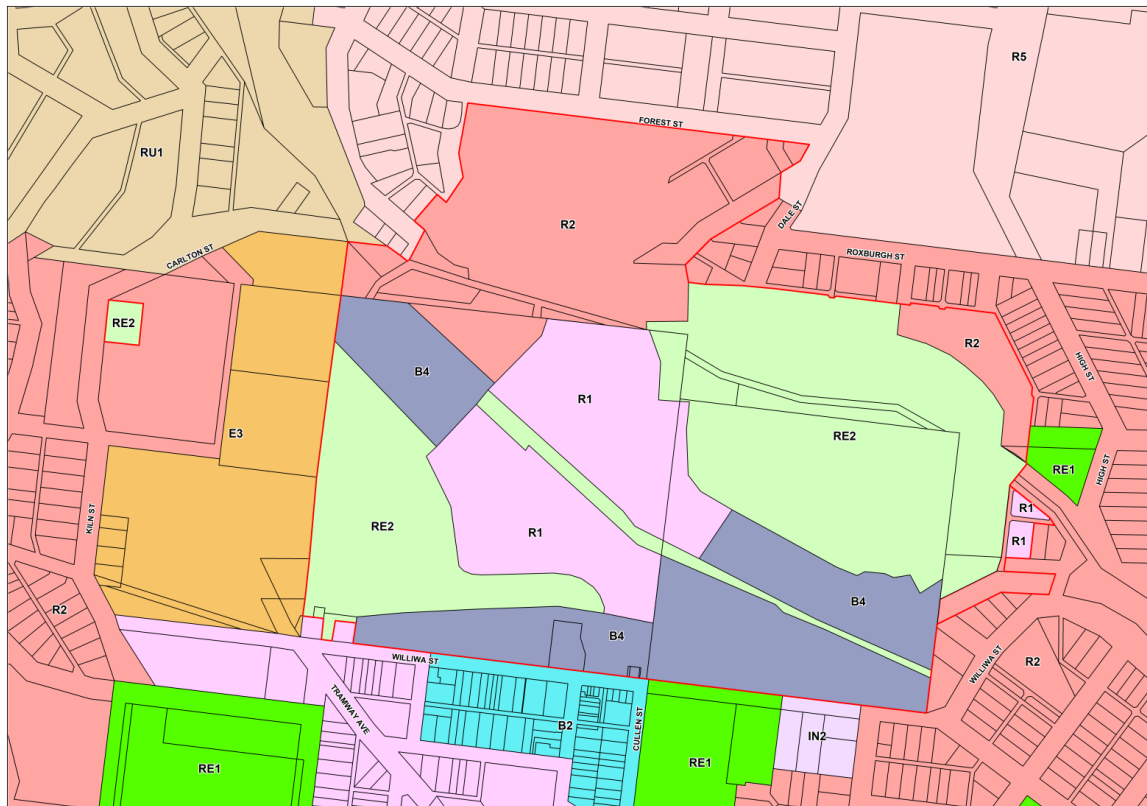 R5
FOREST ST
RU1
DALE ST
R2
CARLTON ST
ROXBURGH ST
RE2
R2
HIGH ST
B4
R1
E3
RE2
RE1
HIGH ST
KILN ST
RE2
R1
R1
R1
B4
R2
B4
WILLIWA ST
WILLIWA ST
R2
TRAMWAY AVE
CULLEN ST
B2
IN2
RE1
RE1